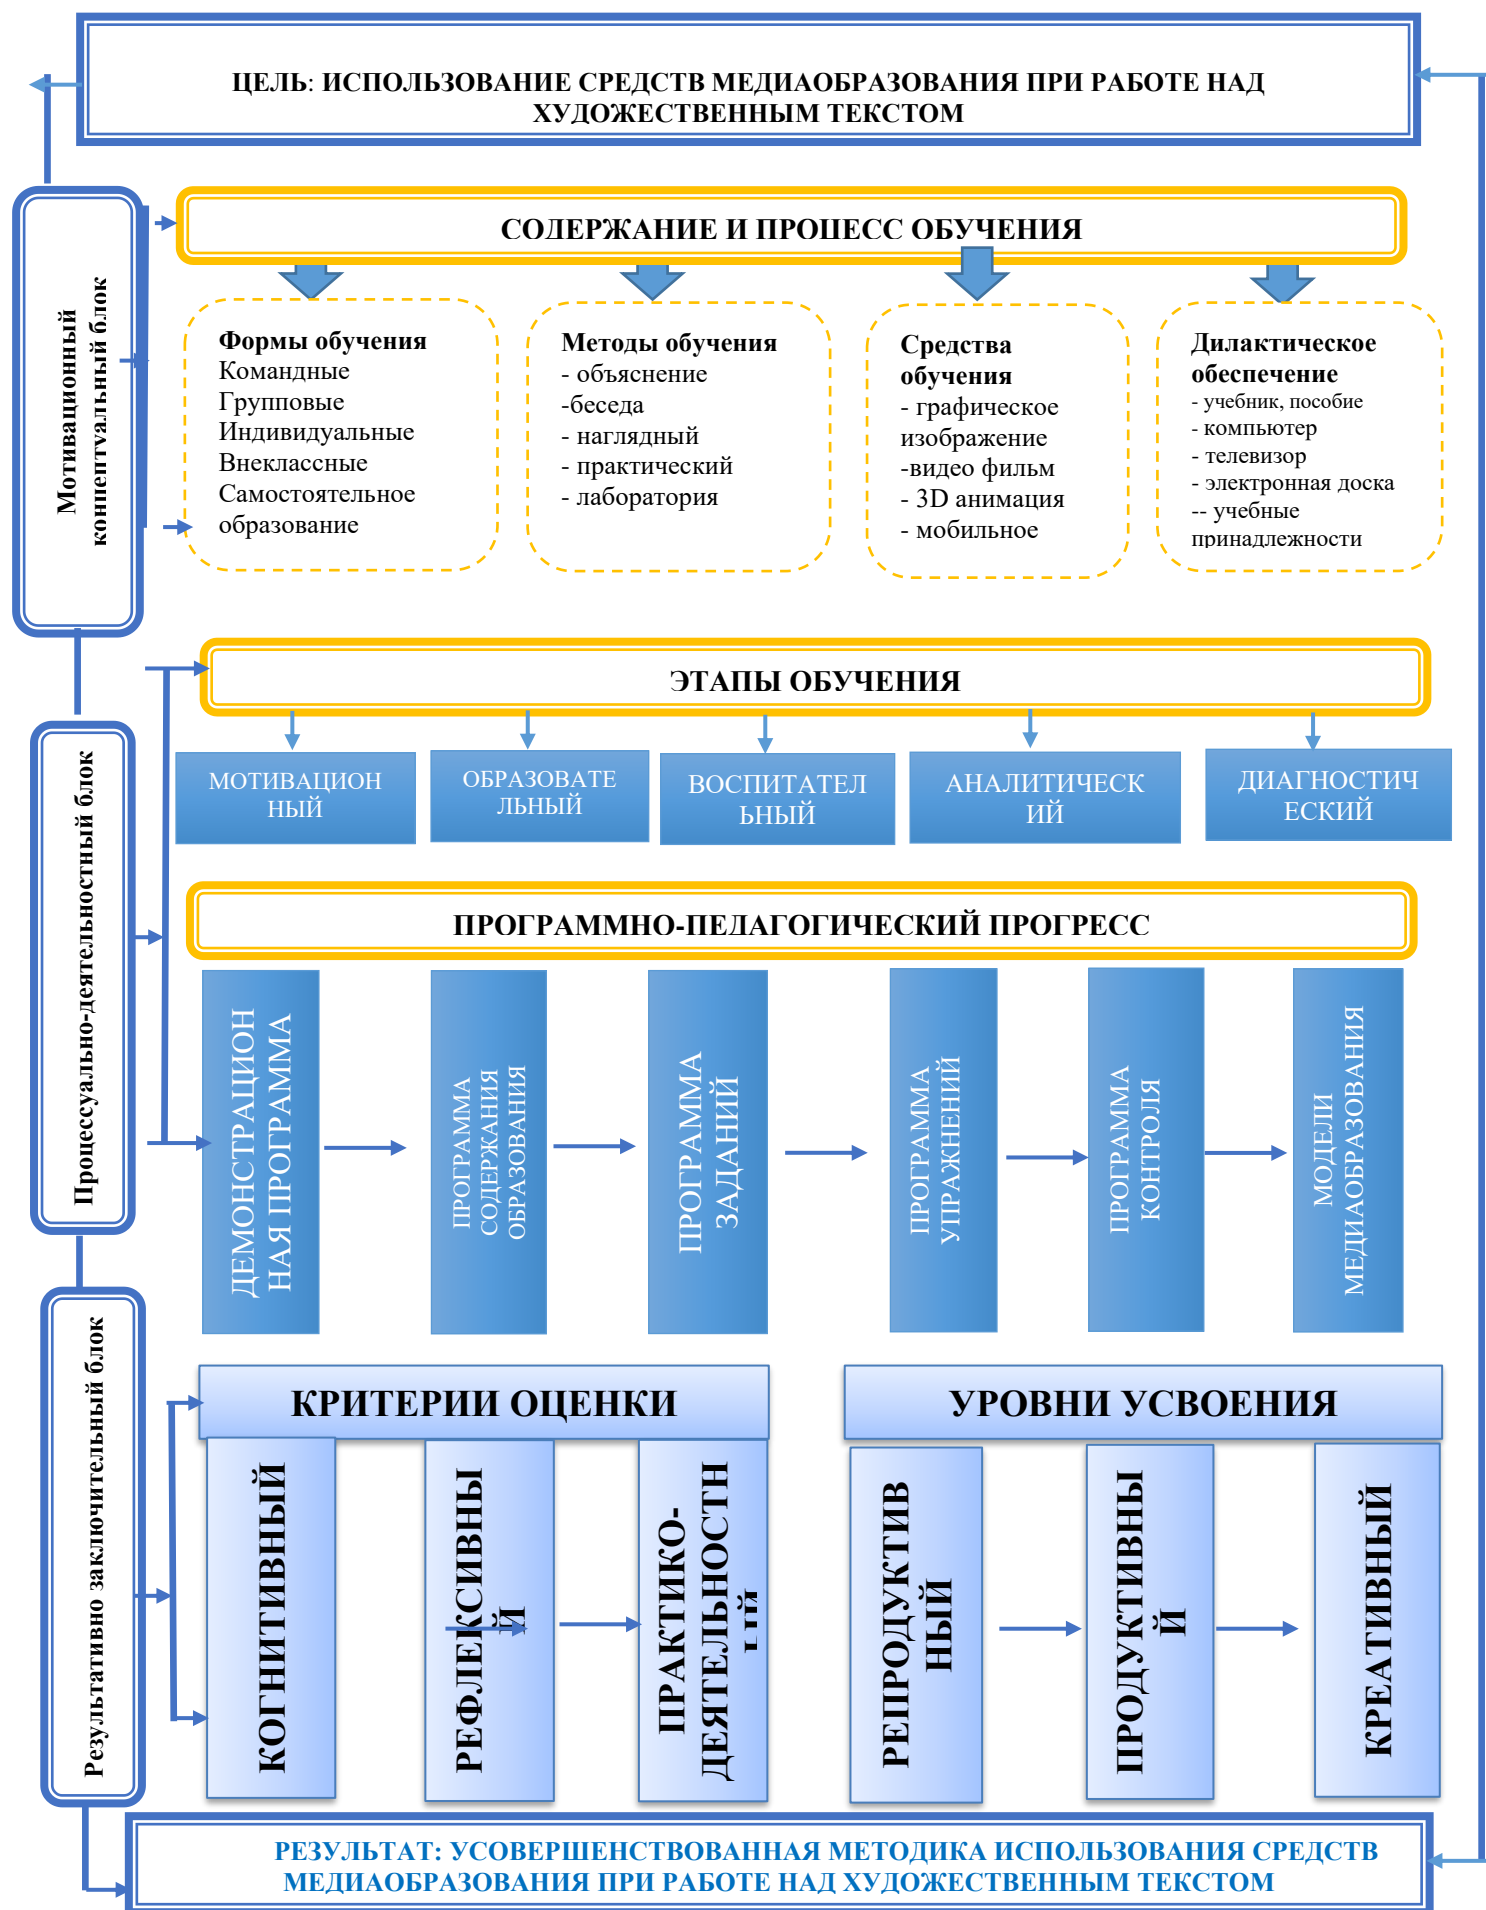 ЦЕЛЬ: ИСПОЛЬЗОВАНИЕ СРЕДСТВ МЕДИАОБРАЗОВАНИЯ ПРИ РАБОТЕ НАД
ХУДОЖЕСТВЕННЫМ ТЕКСТОМ
Мотивационный
концептуальный блок
СОДЕРЖАНИЕ И ПРОЦЕСС ОБУЧЕНИЯ
Формы обучения
Командные
Групповые
Индивидуальные
Внеклассные
Самостоятельное
образование
Методы обучения
- объяснение
-беседа
- наглядный
- практический
- лаборатория
Средства
обучения
- графическое
изображение
-видео фильм
- 3D анимация
- мобильное
Дилактическое
обеспечение
- учебник, пособие
- компьютер
- телевизор
- электронная доска
-- учебные
принадлежности
Процессуально-деятельностный блок
ЭТАПЫ ОБУЧЕНИЯ
МОТИВАЦИОН
НЫЙ
ОБРАЗОВАТЕ
ЛЬНЫЙ
ВОСПИТАТЕЛ
ЬНЫЙ
АНАЛИТИЧЕСК
ИЙ
ДИАГНОСТИЧ
ЕСКИЙ
ПРОГРАММНО-ПЕДАГОГИЧЕСКИЙ ПРОГРЕСС
ДЕМОНСТРАЦИОН
НАЯ ПРОГРАММА
ПРОГРАММА
СОДЕРЖАНИЯ
ОБРАЗОВАНИЯ
ПРОГРАММА
ЗАДАНИЙ
ПРОГРАММА
УПРАЖНЕНИЙ
ПРОГРАММА
КОНТРОЛЯ
МОДЕЛИ
МЕДИАОБРАЗОВАНИЯ
Результативно заключительный блок
КРИТЕРИИ ОЦЕНКИ
КОГНИТИВНЫЙ
РЕФЛЕКСИВНЫ
Й
ПРАКТИКО-
ДЕЯТЕЛЬНОСТН
ЫЙ
УРОВНИ УСВОЕНИЯ
РЕПРОДУКТИВ
НЫЙ
ПРОДУКТИВНЫ
Й
КРЕАТИВНЫЙ
РЕЗУЛЬТАТ: УСОВЕРШЕНСТВОВАННАЯ МЕТОДИКА ИСПОЛЬЗОВАНИЯ СРЕДСТВ
МЕДИАОБРАЗОВАНИЯ ПРИ РАБОТЕ НАД ХУДОЖЕСТВЕННЫМ ТЕКСТОМ